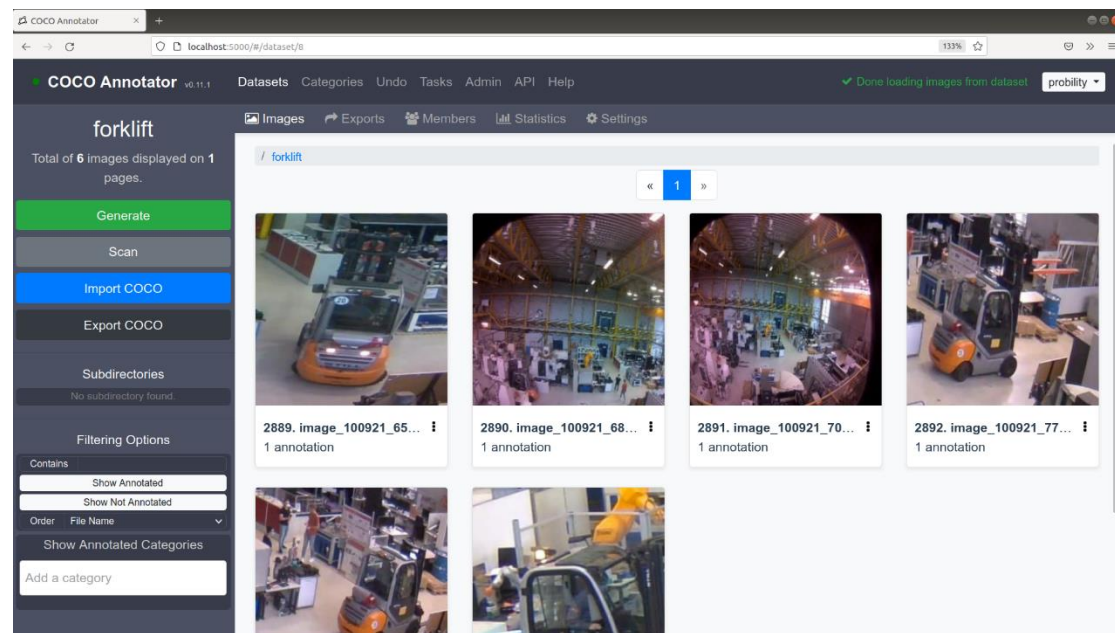 COCO Annotator
localhost:5000/#/dataset/8
133%
COCO Annotator v0.11.1
Datasets Categories Undo Tasks Admin API Help
Done loading images from dataset
probility
Images Exports Members Statistics Settings
forklift
Total of 6 images displayed on 1
pages.
Generate
Scan
Import COCO
Export COCO
Subdirectories
No subdirectory found.
Filtering Options
Contains
Show Annotated
Show Not Annotated
Order File Name
Show Annotated Categories
Add a category
/ forklift
« 1 »
2889. image_100921_65...
1 annotation
2890. image_100921_68...
1 annotation
2891. image_100921_70...
1 annotation
2892. image_100921_77...
1 annotation